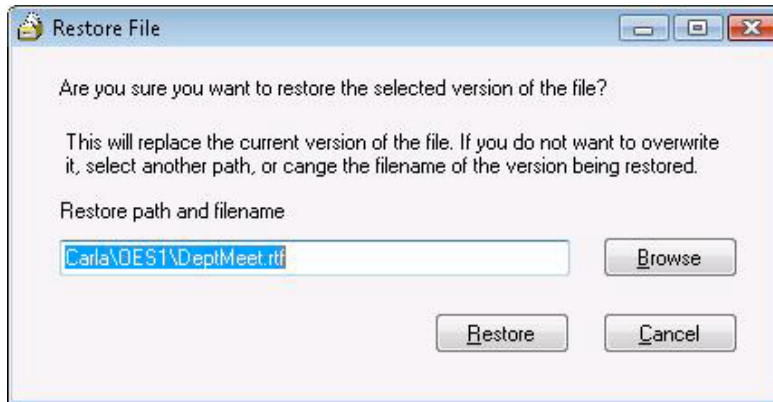 Restore File
Are you sure you want to restore the selected version of the file?
This will replace the current version of the file. If you do not want to overwrite
it, select another path, or cange the filename of the version being restored.
Restore path and filename
Carla\OES1\DeptMeet.rtf
Browse
Restore
Cancel